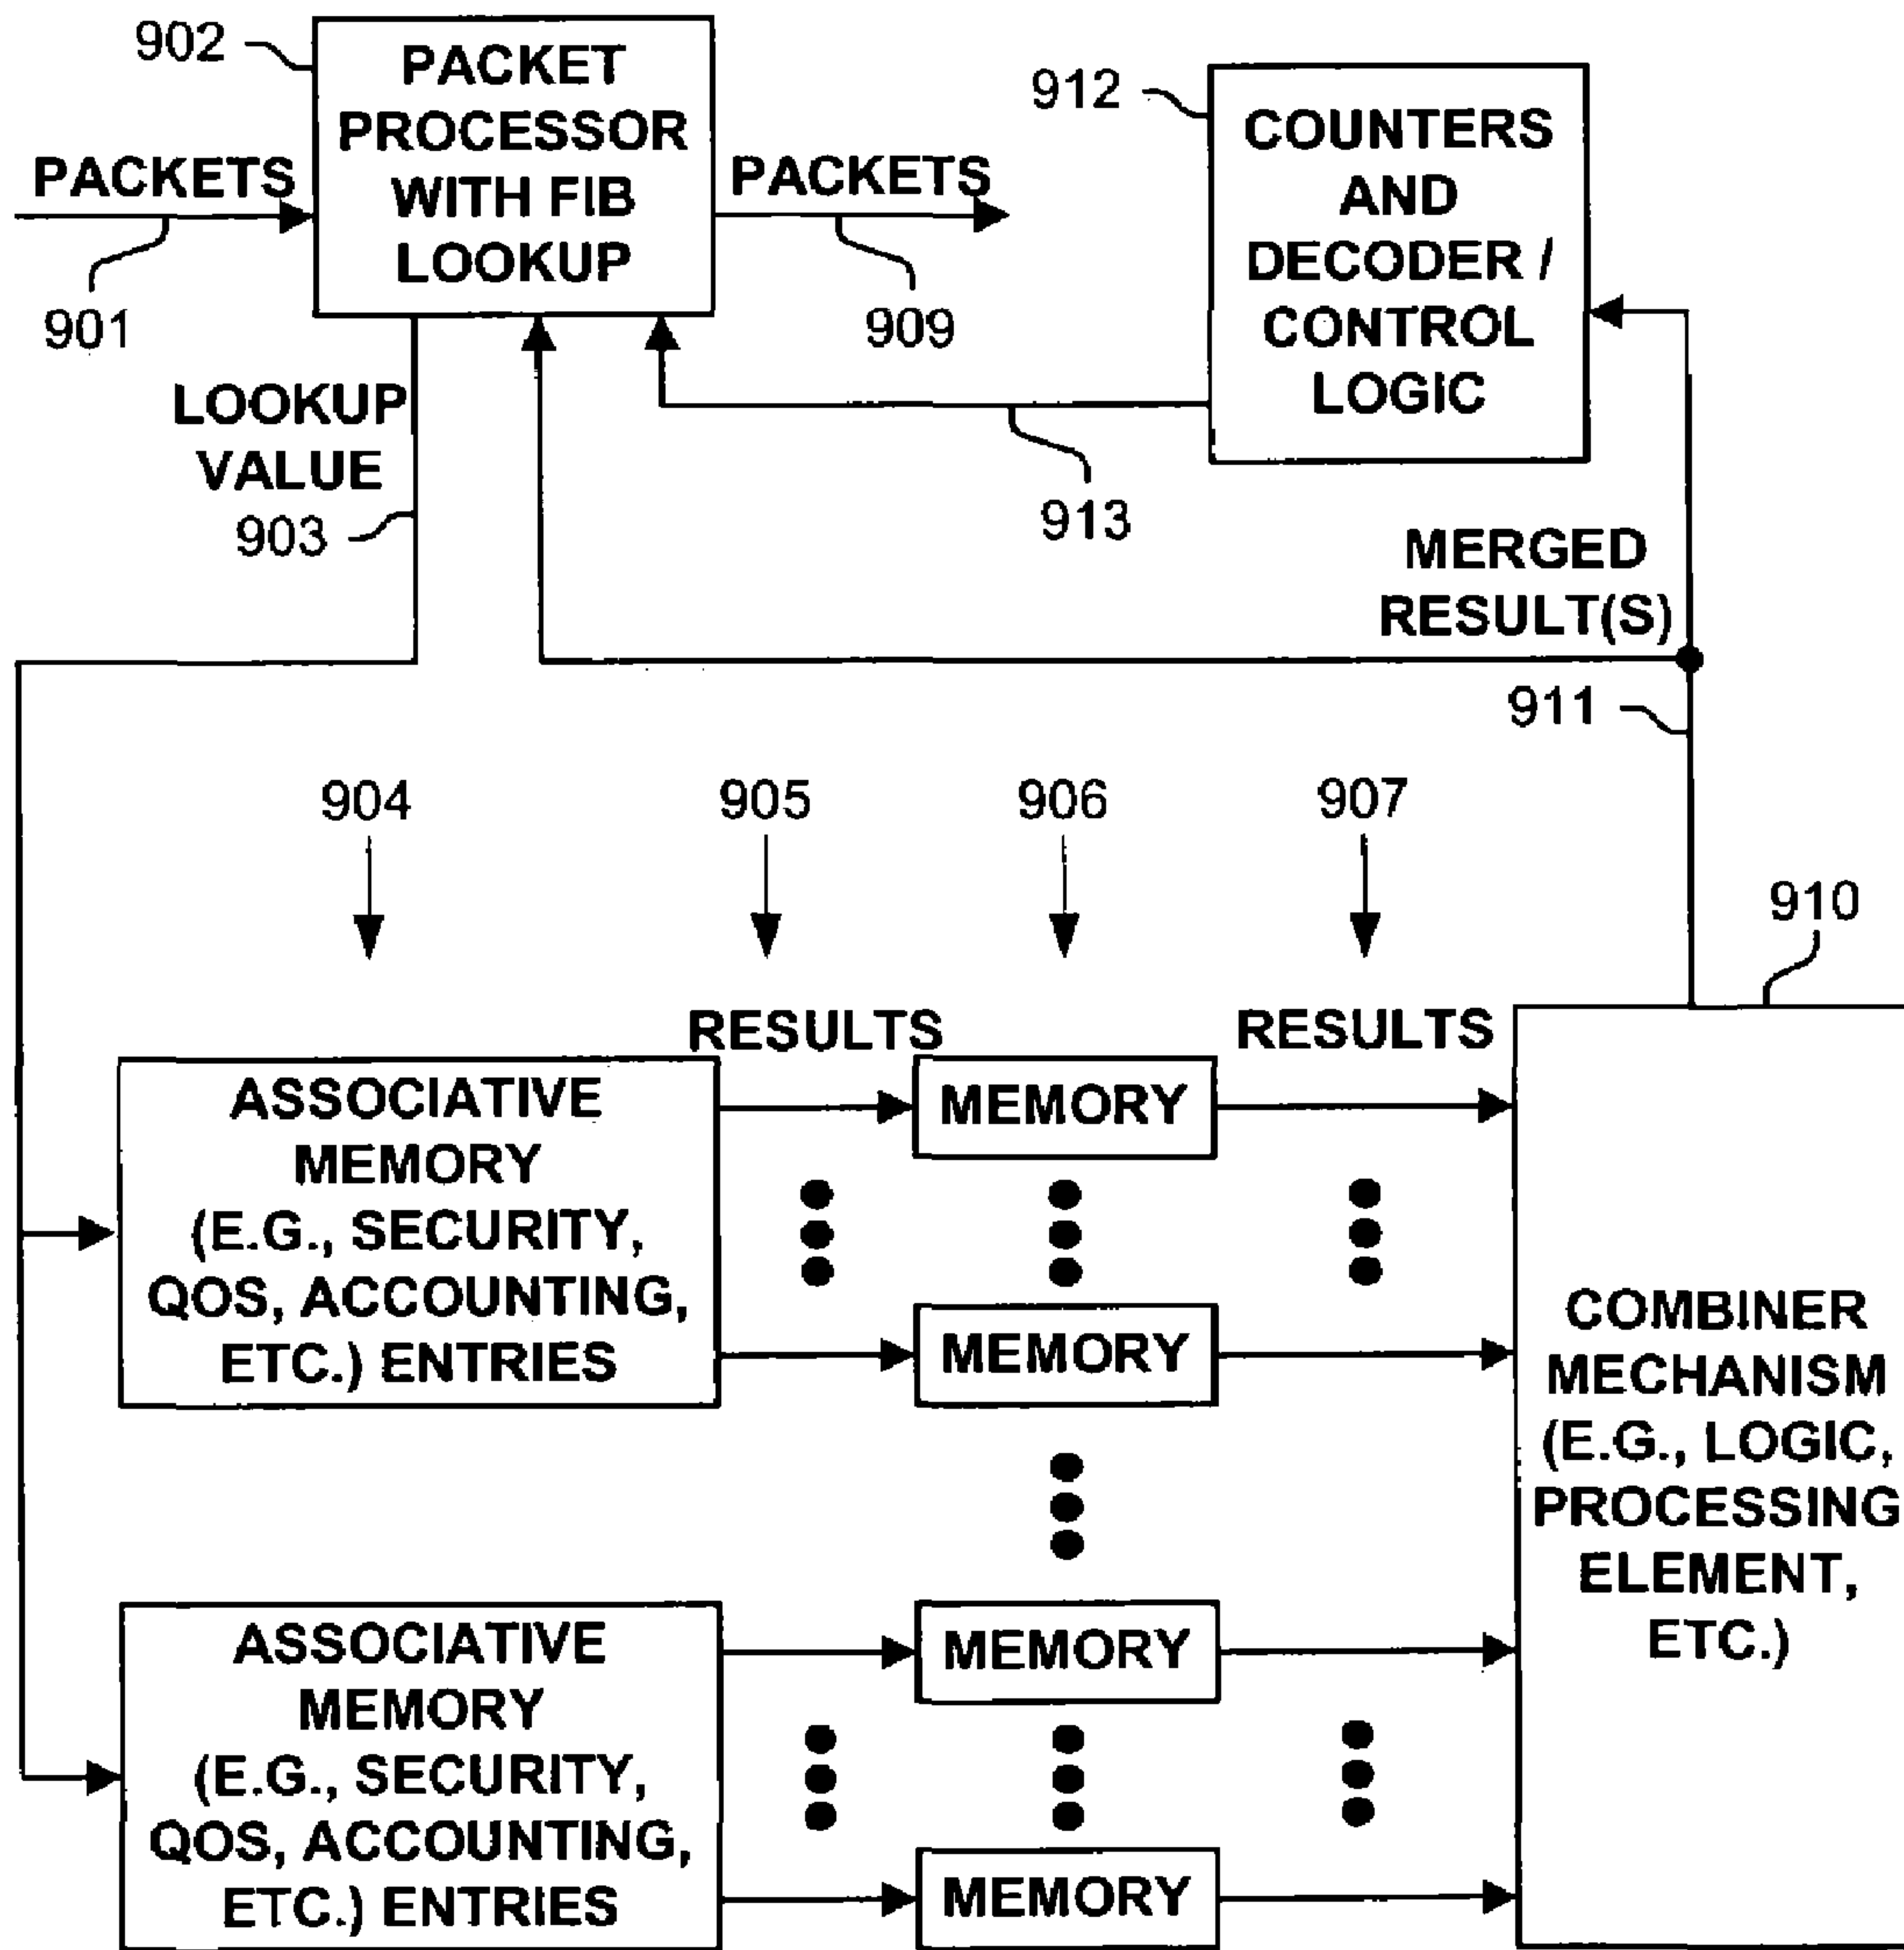 902
PACKET
PROCESSOR
WITH FIB
LOOKUP
PACKETS
901
PACKETS
909
912
COUNTERS
AND
DECODER /
CONTROL
LOGIC
LOOKUP
VALUE
903
913
MERGED
RESULT(S)
911
904
905
906
907
910
RESULTS
RESULTS
ASSOCIATIVE
MEMORY
(E.G., SECURITY,
QOS, ACCOUNTING,
ETC.) ENTRIES
MEMORY
MEMORY
COMBINER
MECHANISM
(E.G., LOGIC,
PROCESSING
ELEMENT,
ETC.)
ASSOCIATIVE
MEMORY
(E.G., SECURITY,
QOS, ACCOUNTING,
ETC.) ENTRIES
MEMORY
MEMORY